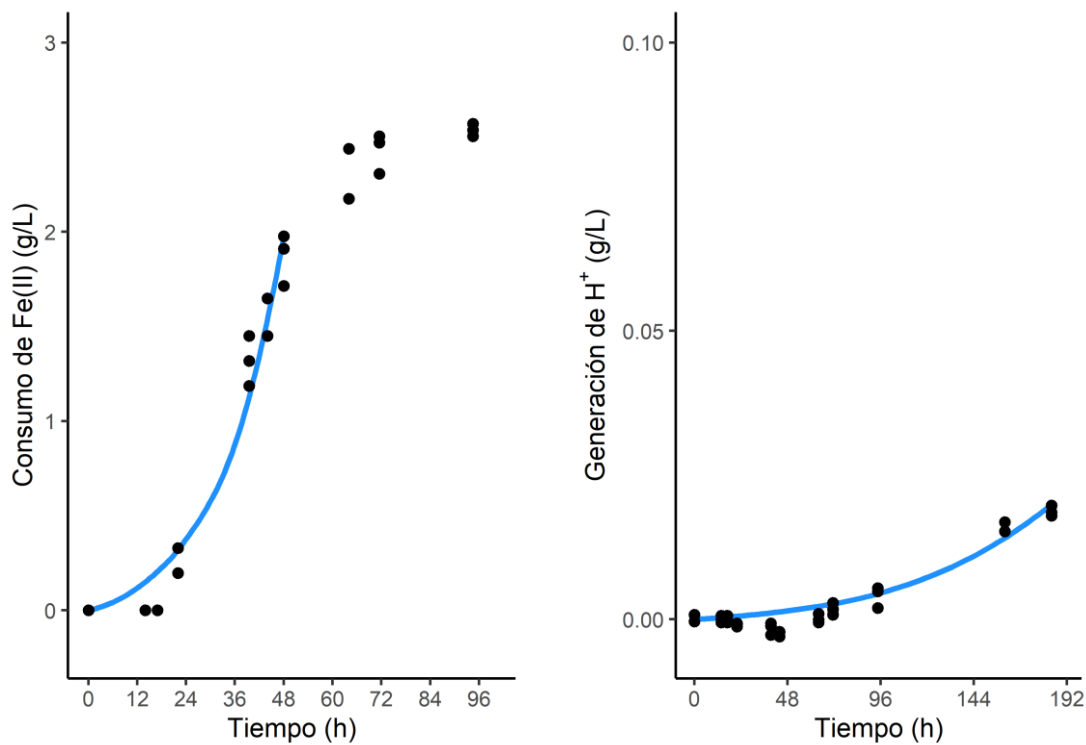 Consumo de Fe(II) (g/L)
3
2
1
0
0 12 24 36 48 60 72 84 96
Tiempo (h)
Generación de H⁺ (g/L)
0.10
0.05
0.00
0 48 96 144 192
Tiempo (h)